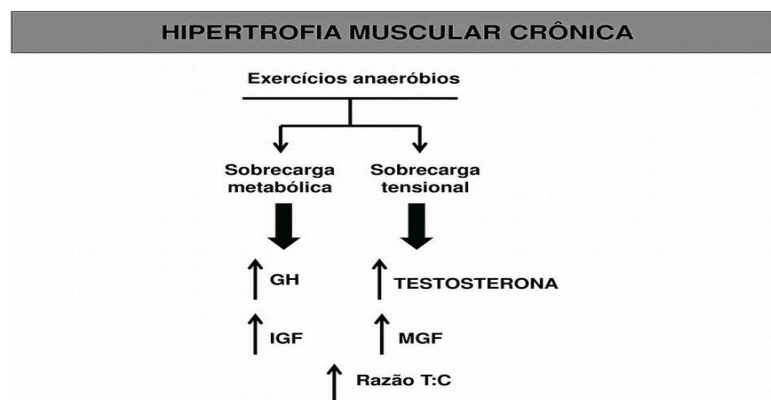 HIPERTROFIA MUSCULAR CRÔNICA
Exercícios anaeróbios
Sobrecarga metabólica
Sobrecarga tensional
GH
TESTOSTERONA
IGF
MGF
Razão T:C